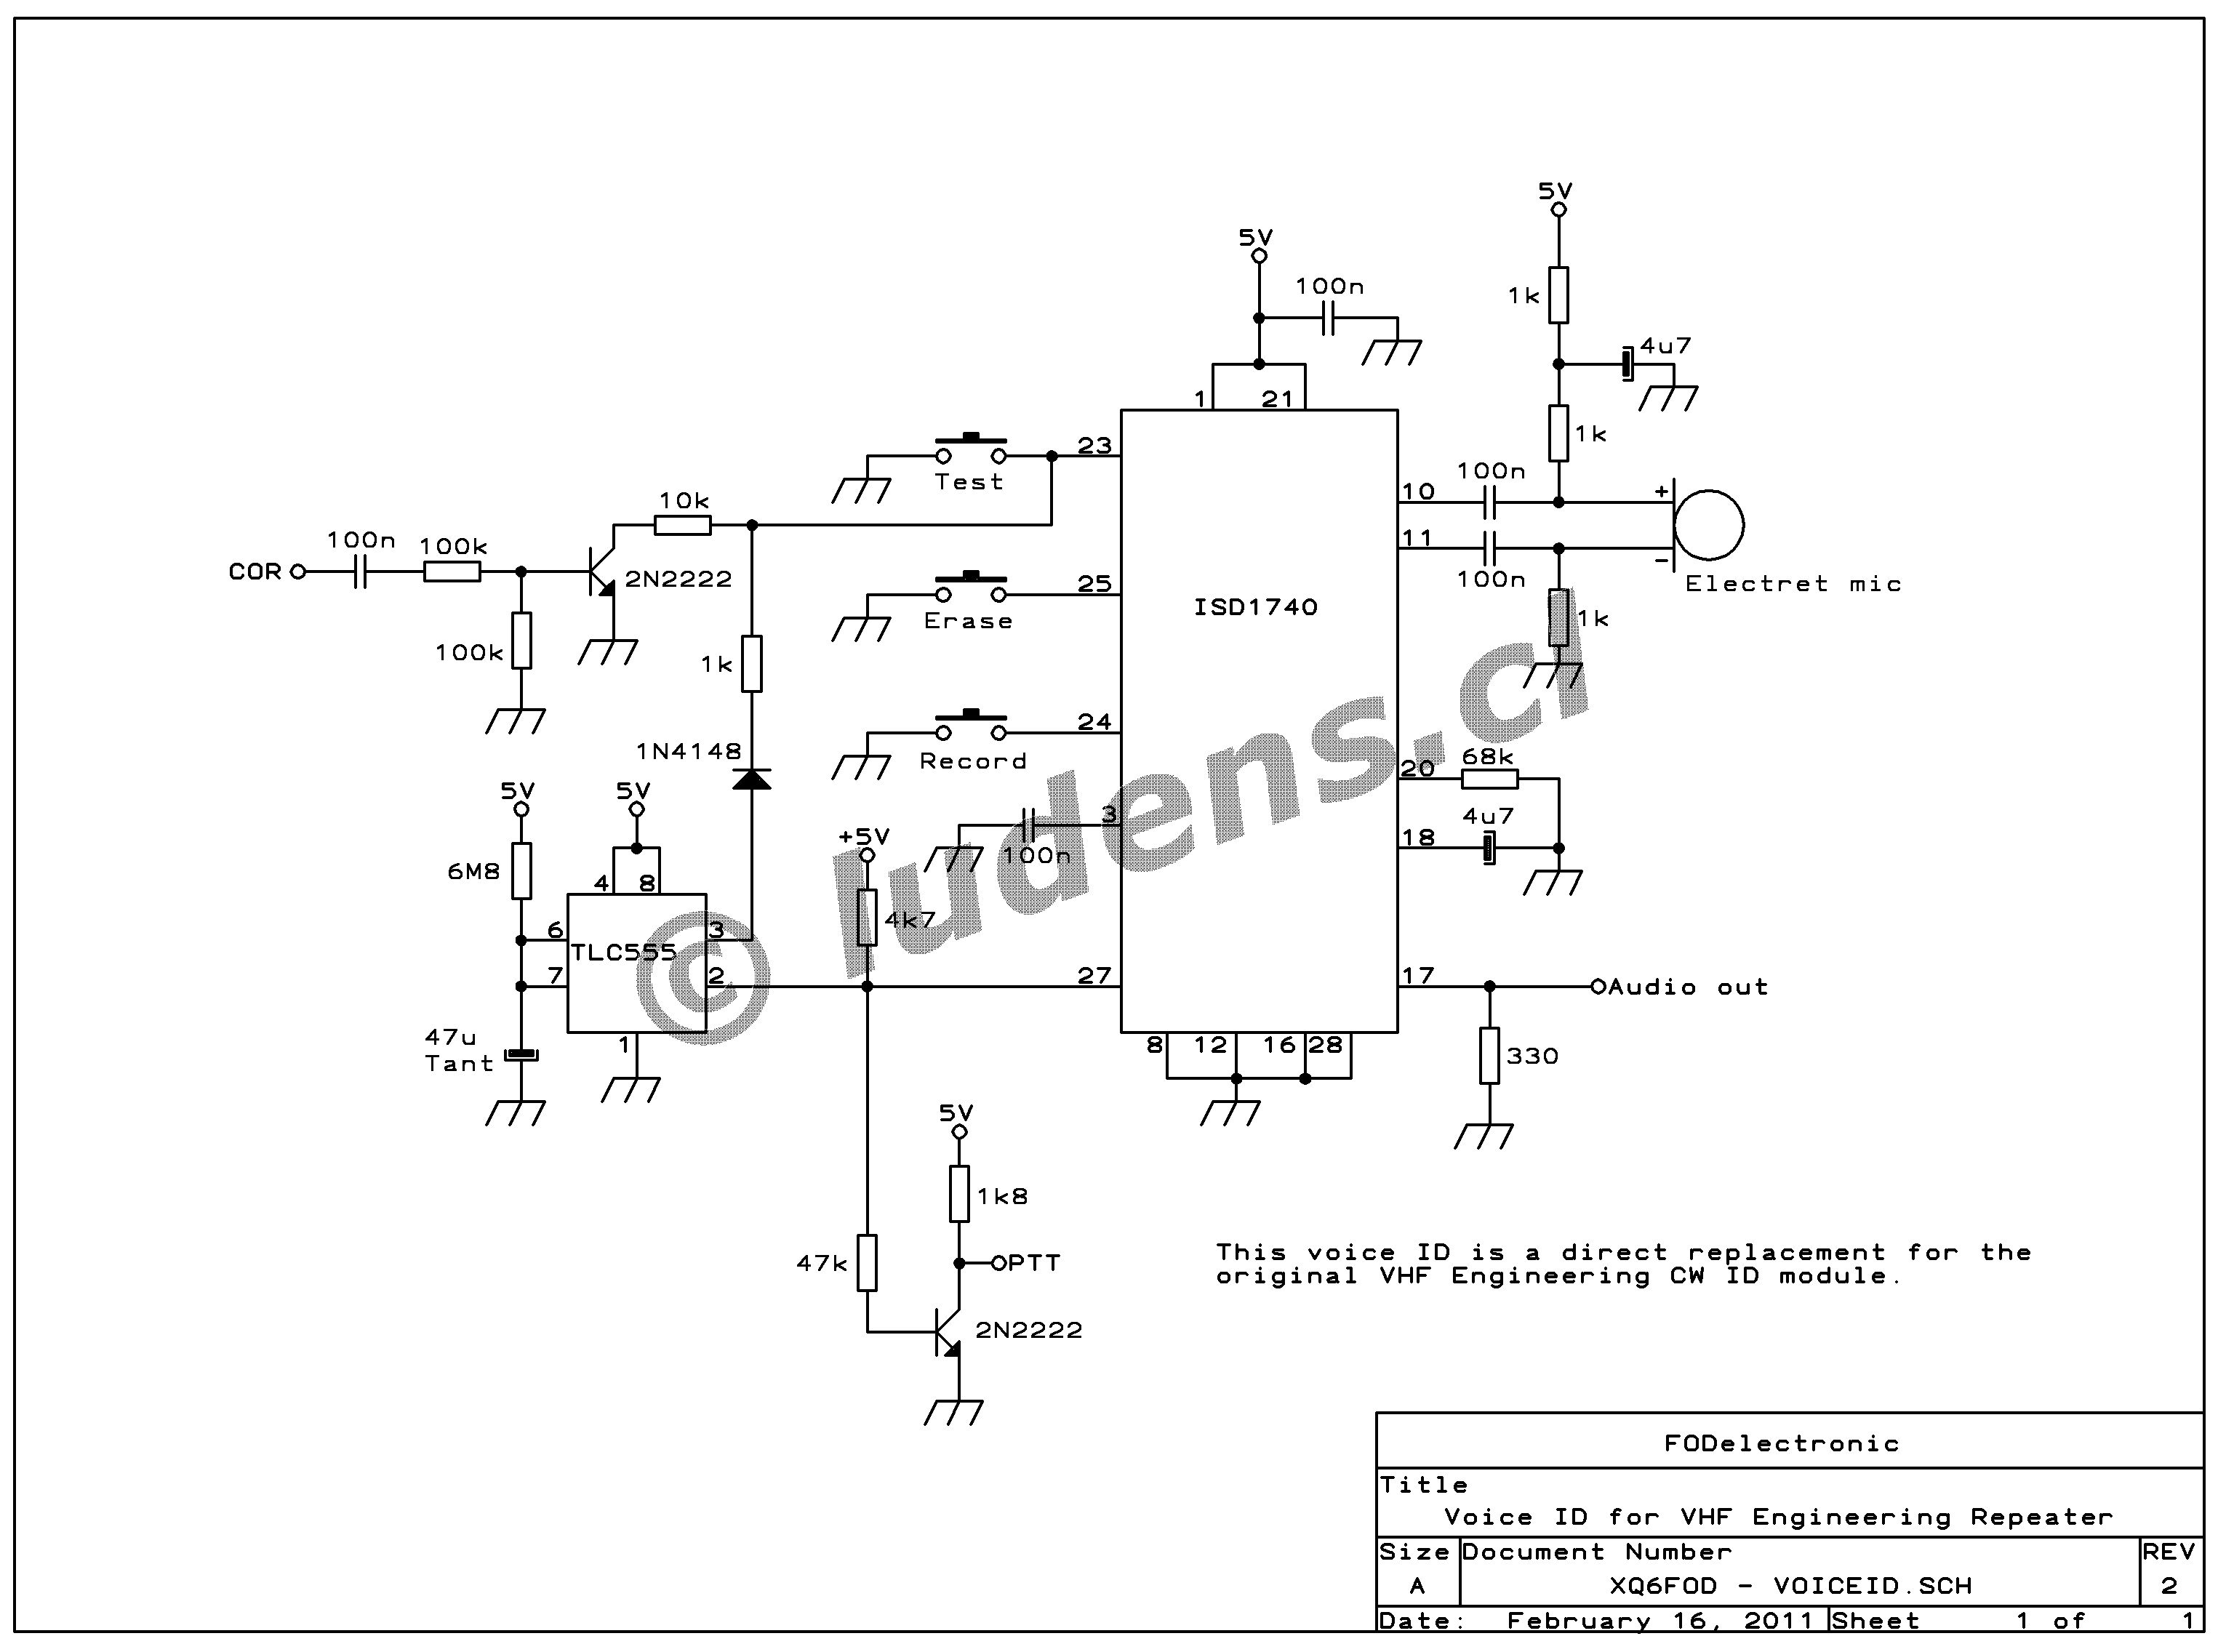 5V
5V
100n
1k
4u7
1 21
1k
23
Test
100n
10k
10
+
100n
100k
11
COR
2N2222
25
100n
-
Electret mic
Erase
ISD1740
1k
100k
1k
24
1N4148
Record
68k
20
5V 5V
3
4u7
+5V
18
100n
6M8
4 8
4k7
6 3
TLC555
7 2
27
17
Audio out
47u
Tant
1
8 12 16 28
330
© ludens.cl
5V
1k8
47k
PTT
2N2222
This voice ID is a direct replacement for the
original VHF Engineering CW ID module.
FODelectronic
Title
Voice ID for VHF Engineering Repeater
Size Document Number REV
A XQ6FOD - VOICEID.SCH 2
Date: February 16, 2011 Sheet 1 of 1